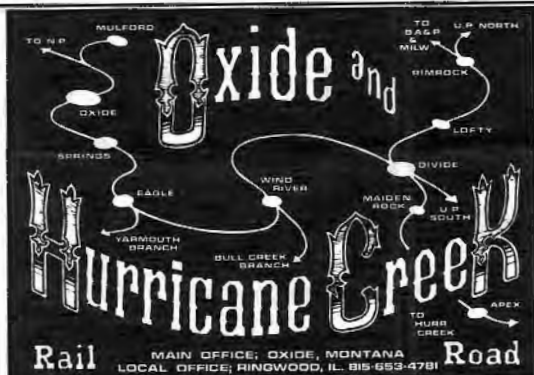 MULFORD
TO N.P.
OXIDE
SPRINGS
EAGLE
YARMOUTH
BRANCH
Oxide and
WIND
RIVER
BULL CREEK
BRANCH
TO
BA&P
&
MILW
U.P. NORTH
RIMROCK
LOFTY
DIVIDE
MAIDEN
ROCK
U.P.
SOUTH
Hurricane Creek
APEX
TO
HURR
CREEK
Rail Road
MAIN OFFICE; OXIDE, MONTANA
LOCAL OFFICE; RINGWOOD, IL. 815-653-4781